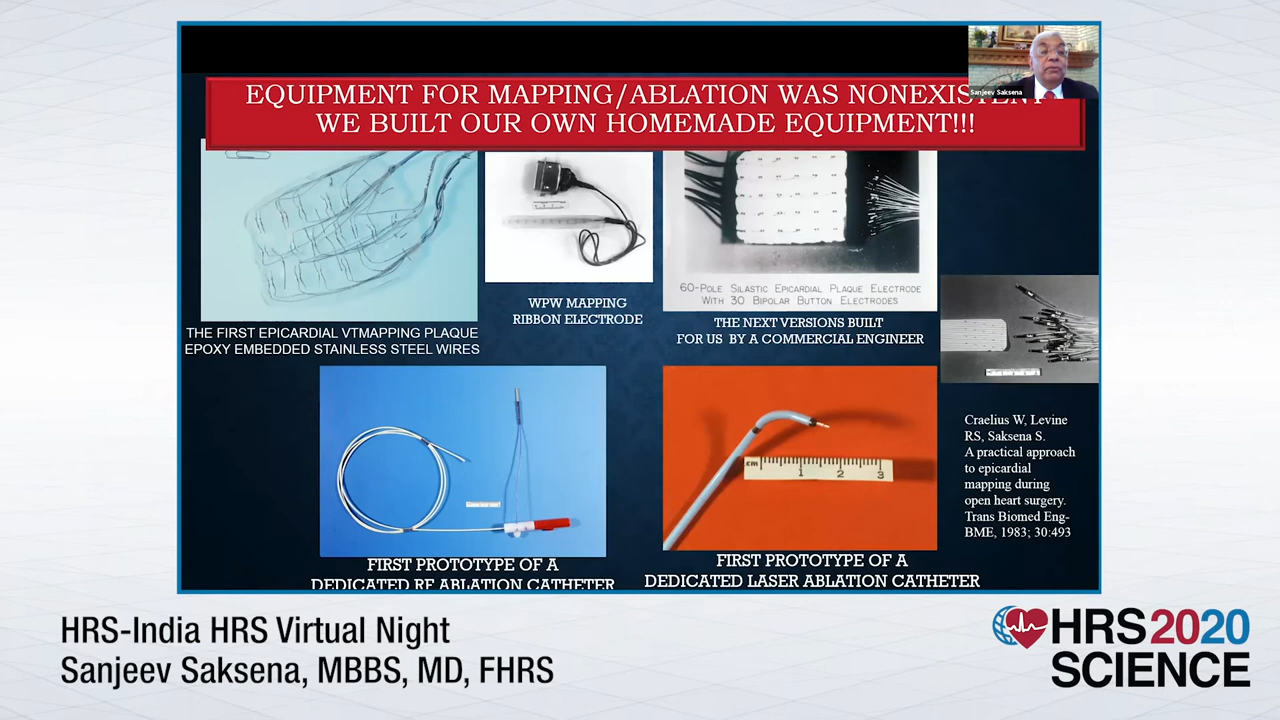 Sanjeev Saksena
EQUIPMENT FOR MAPPING/ABLATION WAS NONEXISTENT
WE BUILT OUR OWN HOMEMADE EQUIPMENT!!!
60-POLE SILASTIC EPICARDIAL PLAQUE ELECTRODE
WITH 30 BIPOLAR BUTTON ELECTRODES
THE FIRST EPICARDIAL VTMAPPING PLAQUE
EPOXY EMBEDDED STAINLESS STEEL WIRES
WPW MAPPING
RIBBON ELECTRODE
THE NEXT VERSIONS BUILT
FOR US BY A COMMERCIAL ENGINEER
cm 1 2 3
Craelius W, Levine
RS, Saksena S.
A practical approach
to epicardial
mapping during
open heart surgery.
Trans Biomed Eng-
BME, 1983; 30:493
FIRST PROTOTYPE OF A
DEDICATED RF ABLATION CATHETER
FIRST PROTOTYPE OF A
DEDICATED LASER ABLATION CATHETER
HRS-India HRS Virtual Night
Sanjeev Saksena, MBBS, MD, FHRS
HRS2020
SCIENCE